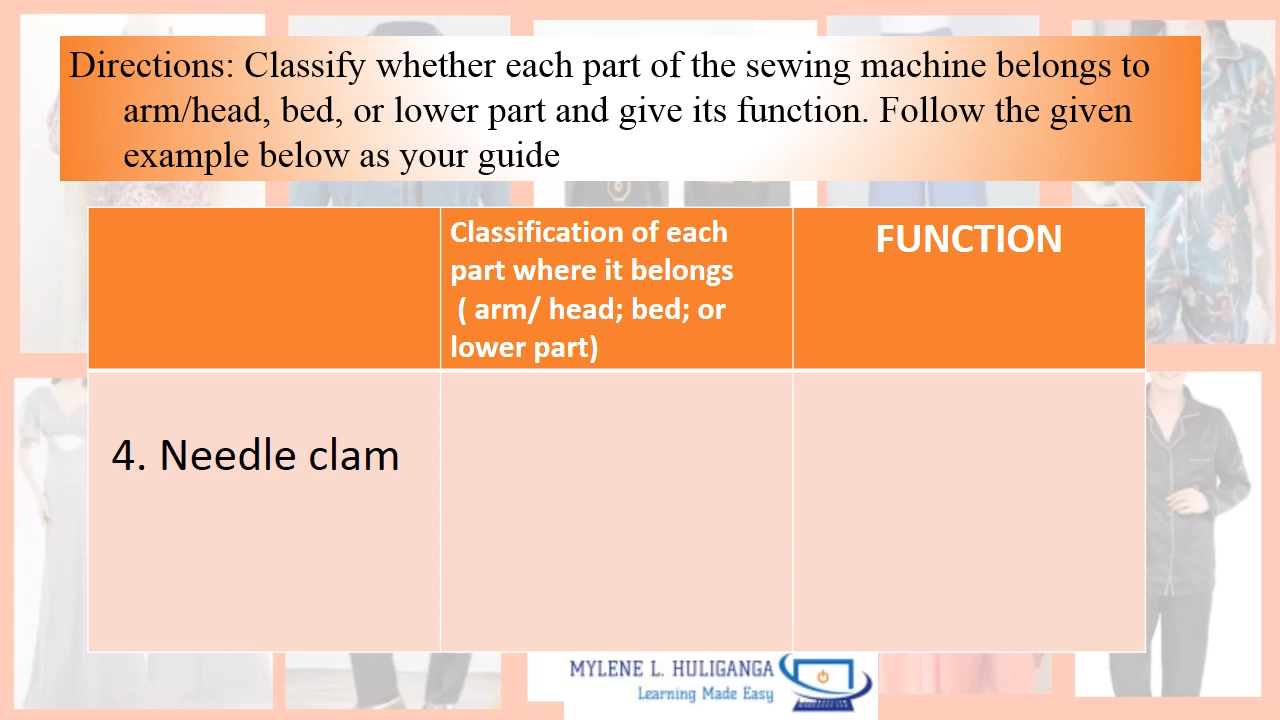 Directions: Classify whether each part of the sewing machine belongs to
arm/head, bed, or lower part and give its function. Follow the given
example below as your guide
Classification of each
part where it belongs
( arm/ head; bed; or
lower part)
FUNCTION
4. Needle clam
MYLENE L. HULIGANGA
Learning Made Easy